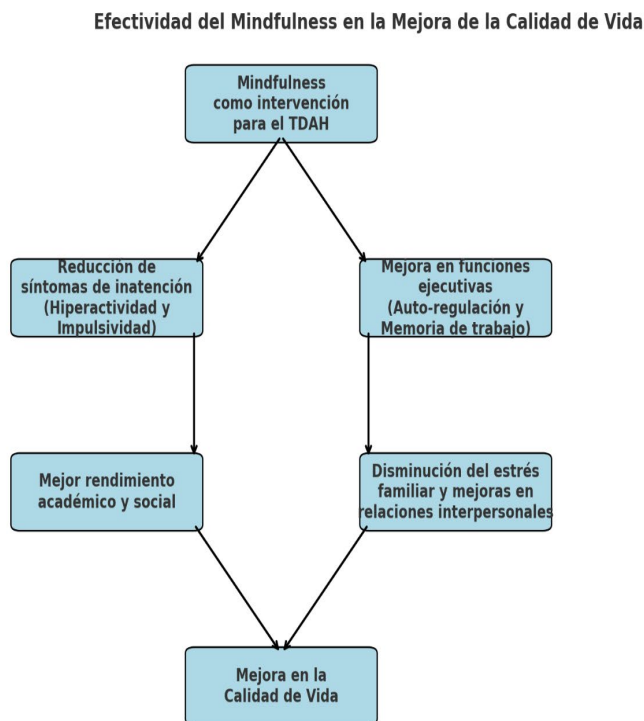 Efectividad del Mindfulness en la Mejora de la Calidad de Vida
Mindfulness
como intervención
para el TDAH
Reducción de
síntomas de inatención
(Hiperactividad y
Impulsividad)
Mejora en funciones
ejecutivas
(Auto-regulación y
Memoria de trabajo)
Mejor rendimiento
académico y social
Disminución del estrés
familiar y mejoras en
relaciones interpersonales
Mejora en la
Calidad de Vida